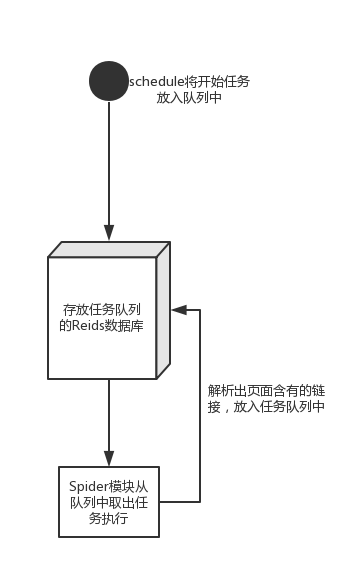 schedule将开始任务
放入队列中
存放任务队列
的Reids数据库
解析出页面含有的链
接，放入任务队列中
Spider模块从
队列中取出任
务执行